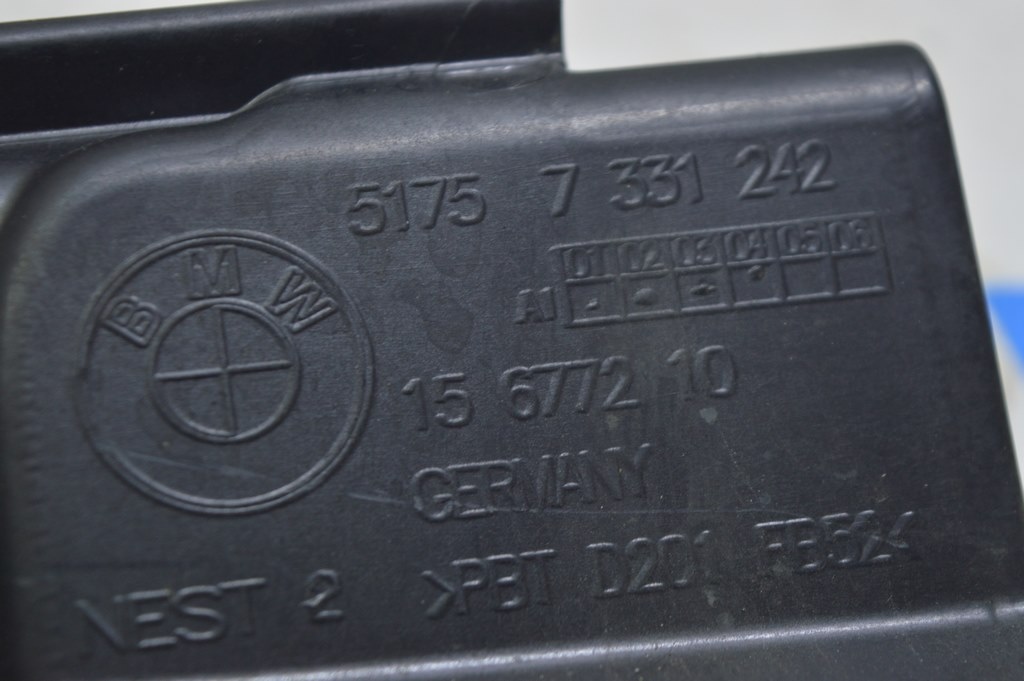 5175 7 331 242
01 02 03 04 05 06
A1
BMW
15 6772 10
GERMANY
NEST 2 >PBT D201 FB52<